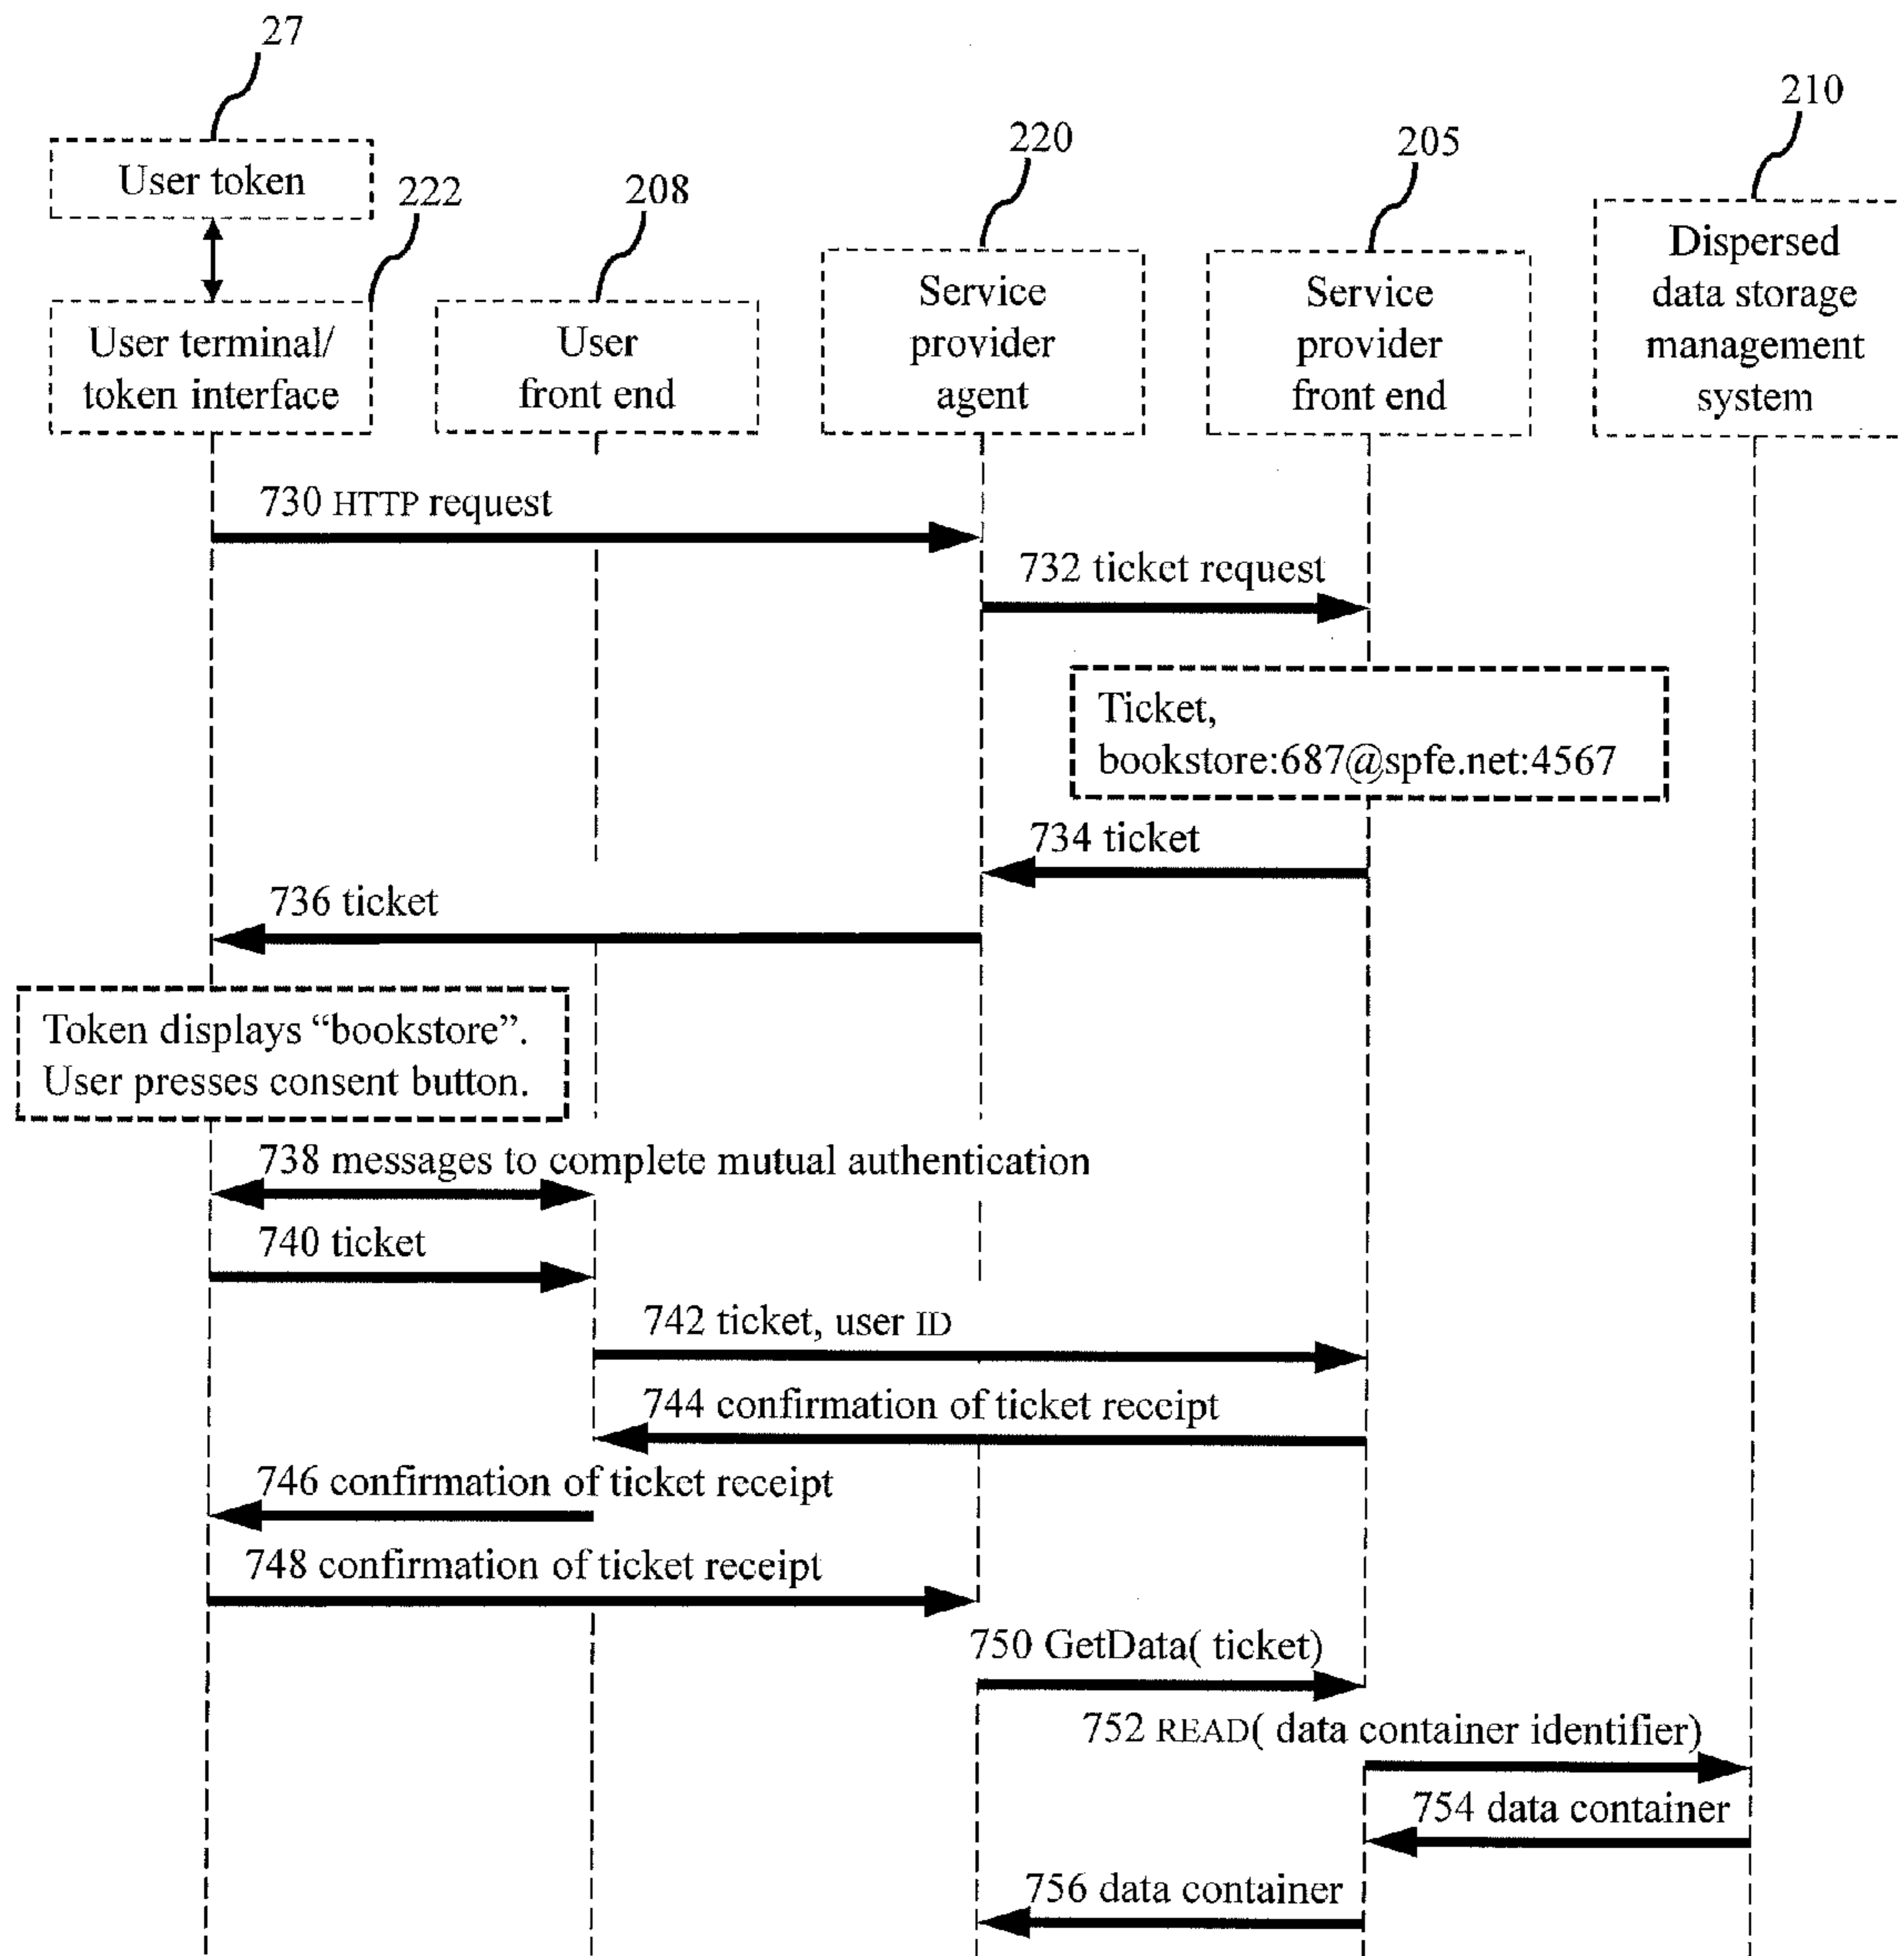 27
210
220
205
User token
222
208
Dispersed
data storage
management
system
Service
provider
agent
Service
provider
front end
User terminal/
token interface
User
front end
730 HTTP request
732 ticket request
Ticket,
bookstore:687@spfe.net:4567
734 ticket
736 ticket
Token displays “bookstore”.
User presses consent button.
738 messages to complete mutual authentication
740 ticket
742 ticket, user ID
744 confirmation of ticket receipt
746 confirmation of ticket receipt
748 confirmation of ticket receipt
750 GetData( ticket)
752 READ( data container identifier)
754 data container
756 data container